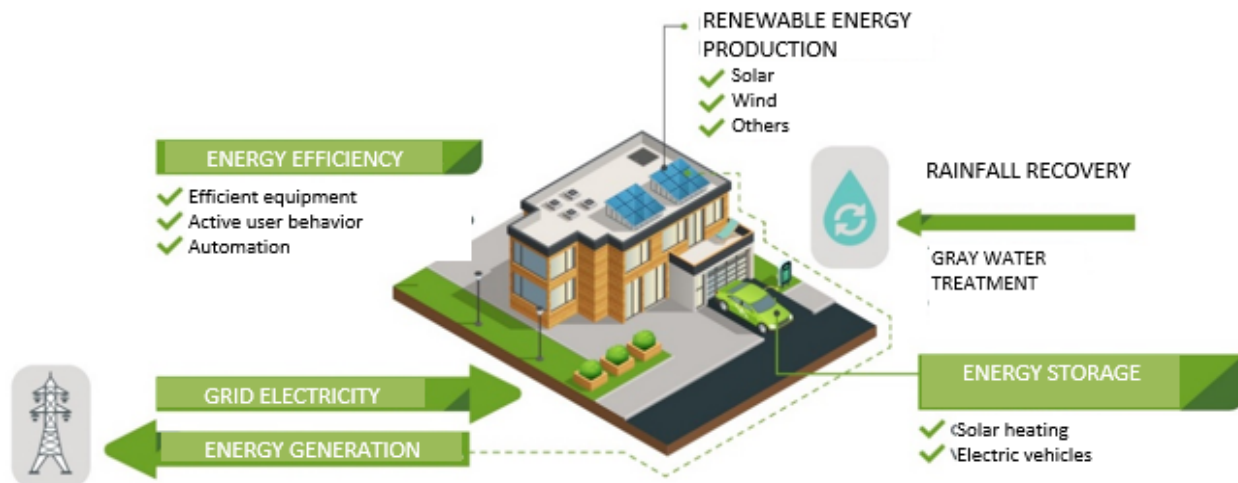 RENEWABLE ENERGY
PRODUCTION
Solar
Wind
Others
ENERGY EFFICIENCY
Efficient equipment
Active user behavior
Automation
RAINFALL RECOVERY
GRAY WATER
TREATMENT
GRID ELECTRICITY
ENERGY GENERATION
ENERGY STORAGE
Solar heating
Electric vehicles